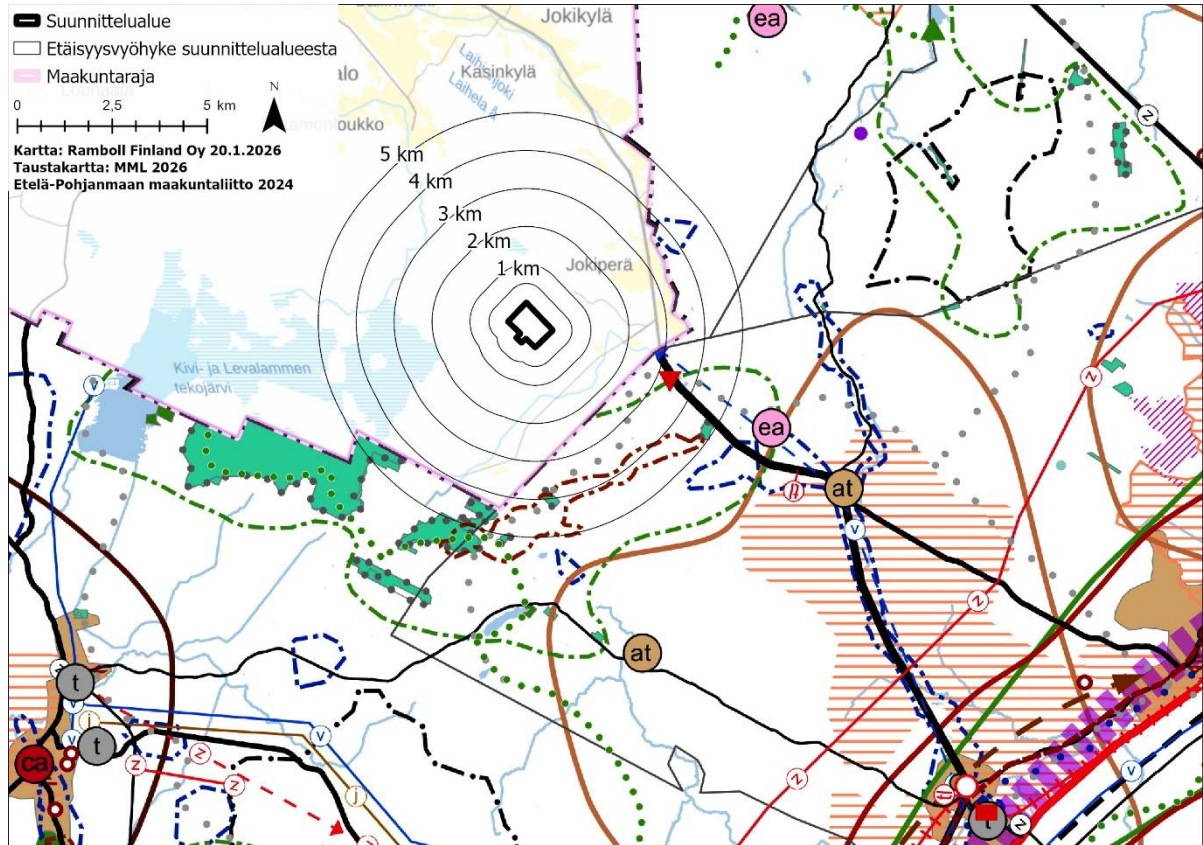 Suunnittelualue
Etäisyysvyöhyke suunnittelualueesta
Maakuntaraja
0 2,5 5 km
N
Kartta: Ramboll Finland Oy 20.1.2026
Taustakartta: MML 2026
Etelä-Pohjanmaan maakuntaliitto 2024
Jokikylä
ea
Kasinkylä
Laihianjoki
Laihela å
z
5 km
4 km
3 km
2 km
1 km
Jokiperä
Kivi- ja Levalammen
tekojärvi
v
z
ea
at
v
z
at
z
t
v
j
v
v
t
z
z
z
j
z
ca
z
v
t
z